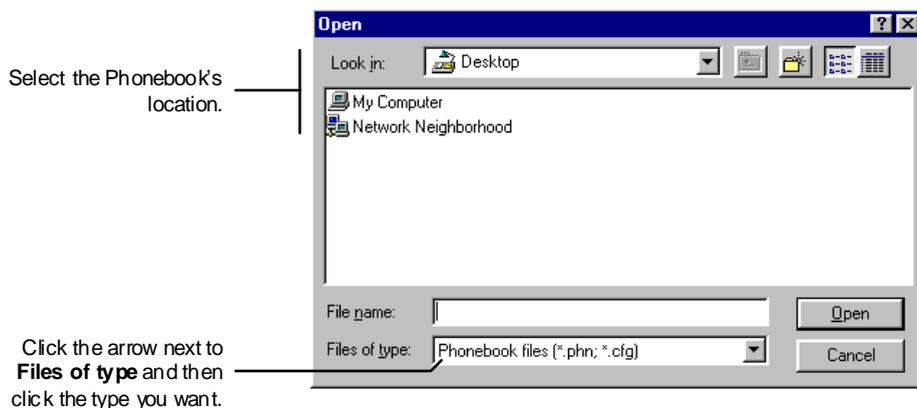 Open
Look in: Desktop
Select the Phonebook's
location.
My Computer
Network Neighborhood
File name:
Open
Click the arrow next to
Files of type and then
click the type you want.
Files of type: Phonebook files (*.phn; *.cfg)
Cancel